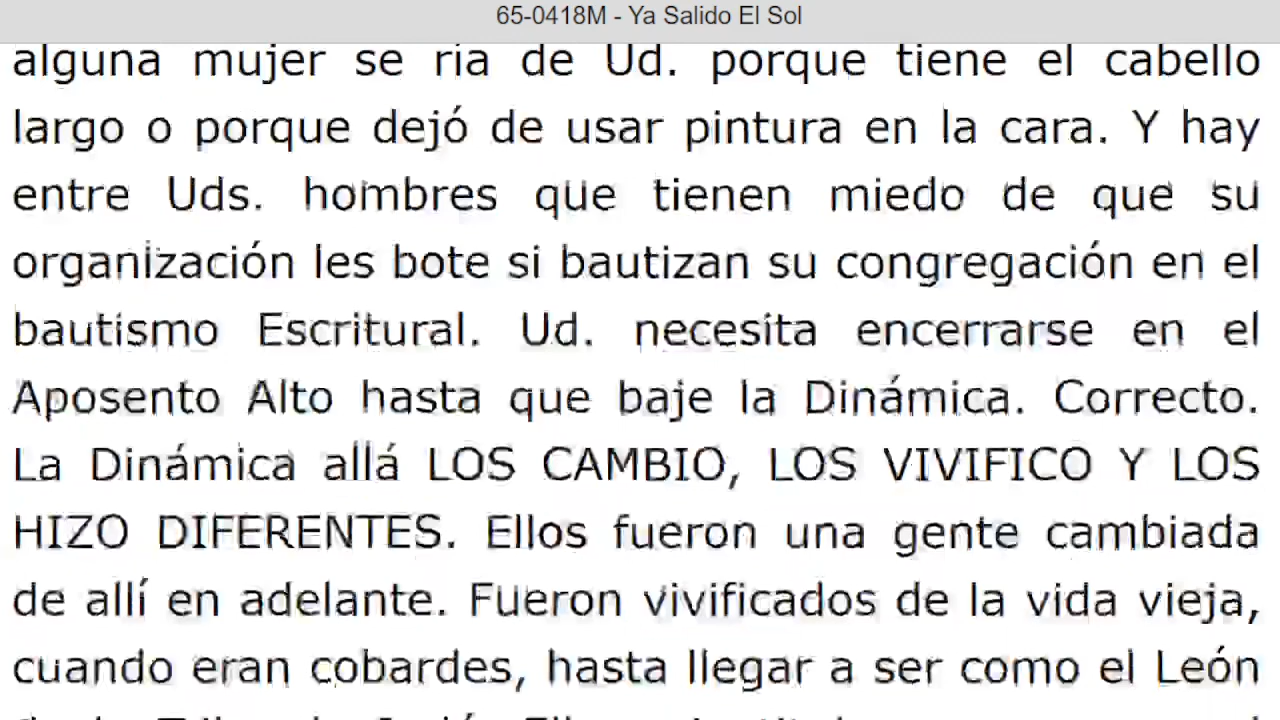 65-0418M - Ya Salido El Sol
alguna mujer se ria de Ud. porque tiene el cabello
largo o porque dejó de usar pintura en la cara. Y hay
entre Uds. hombres que tienen miedo de que su
organización les bote si bautizan su congregación en el
bautismo Escritural. Ud. necesita encerrarse en el
Aposento Alto hasta que baje la Dinámica. Correcto.
La Dinámica allá LOS CAMBIO, LOS VIVIFICO Y LOS
HIZO DIFERENTES. Ellos fueron una gente cambiada
de allí en adelante. Fueron vivificados de la vida vieja,
cuando eran cobardes, hasta llegar a ser como el León